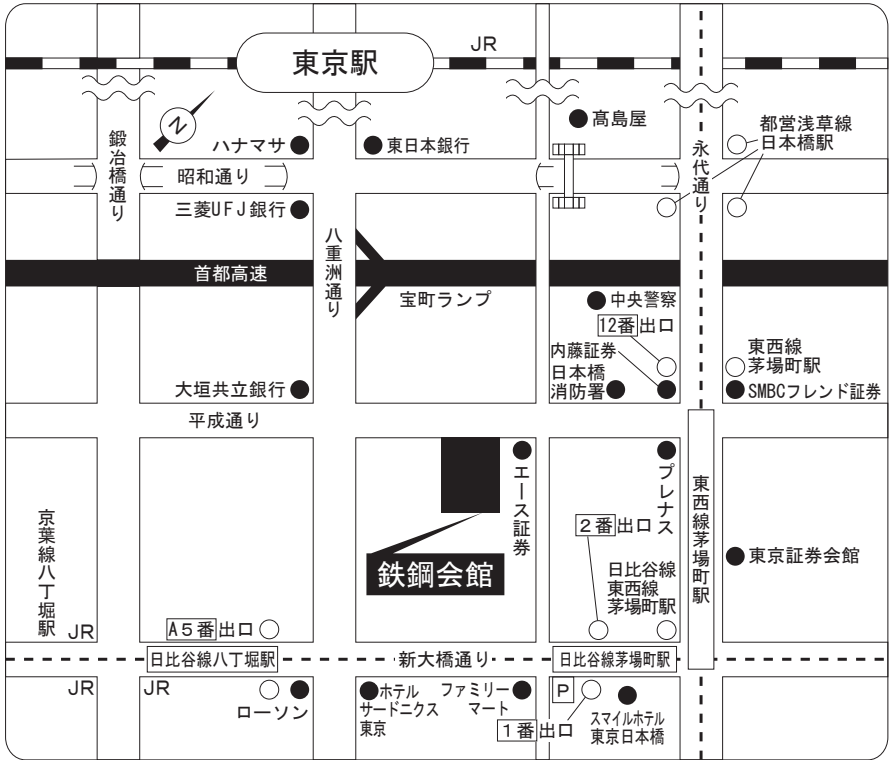 JR
東京駅
N
ハナマサ
東日本銀行
髙島屋
都営浅草線
日本橋駅
鍛冶橋通り
昭和通り
永代通り
三菱UFJ銀行
八重洲通り
首都高速
宝町ランプ
中央警察
12番出口
内藤証券
日本橋
消防署
東西線
茅場町駅
SMBCフレンド証券
大垣共立銀行
平成通り
エース証券
プレナス
東西線茅場町駅
2番出口
京葉線八丁堀駅
鉄鋼会館
日比谷線
東西線
茅場町駅
東京証券会館
JR
A5番出口
日比谷線八丁堀駅
新大橋通り
日比谷線茅場町駅
JR
JR
ローソン
ホテル
サードニクス
東京
ファミリー
マート
P
1番出口
スマイルホテル
東京日本橋